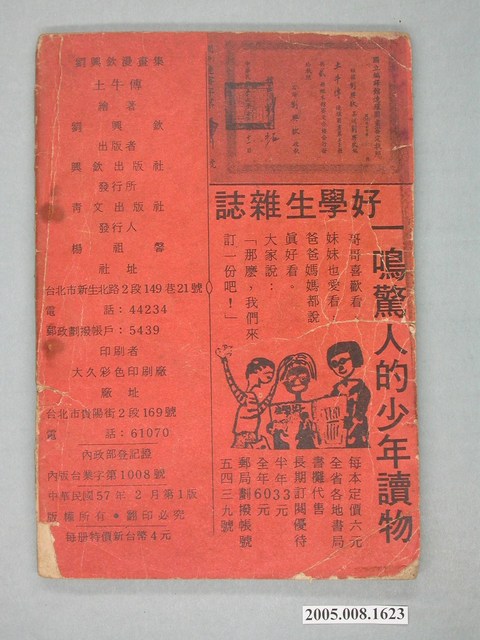 劉興欽漫畫集
土牛傅
繪著
劉興欽
出版者
興欽出版社
發行所
青文出版社
發行人
楊祖馨
社址
台北市新生北路2段149巷21號
電話：44234
郵政劃撥帳戶：5439
印刷者
大久彩色印刷廠
廠址
台北市貴陽街2段169號
電話：61070
內政部登記證
內版台業字第1008號
中華民國57年2月第1版
版權所有・翻印必究
每册特價新台幣4元
好學生雜誌
一鳴驚人的少年讀物
哥哥喜歡看，
妹妹也愛看，
爸爸媽媽都說
眞好看。
大家說：
「那麼，我們來
訂一份吧！」
每本定價六元
全省各地書局
書攤代售
長期訂閱優待
半年33元
全年60元
郵局劃撥帳號
五四三九號
2005.008.1623